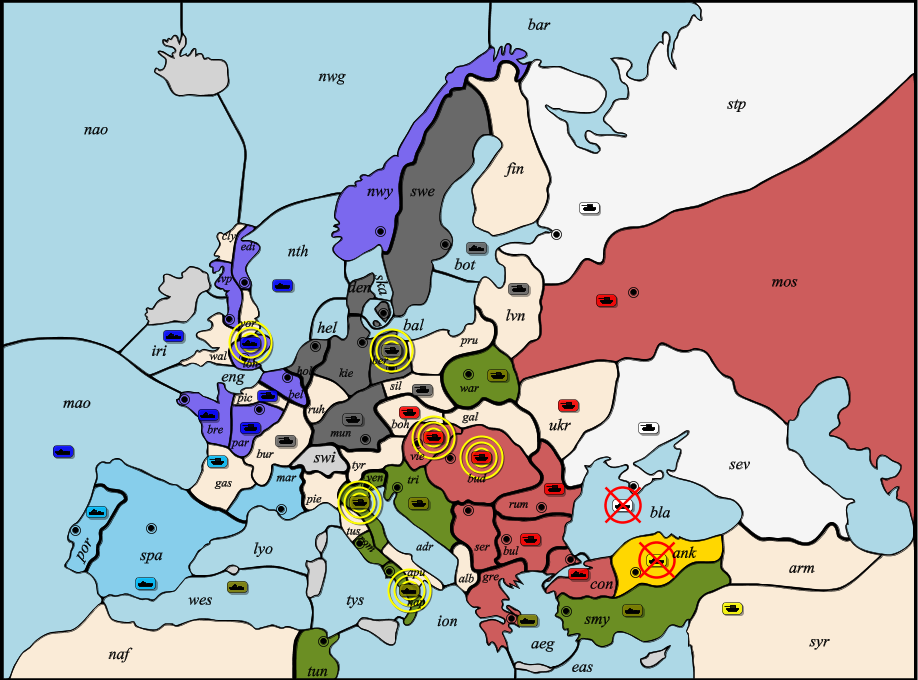 bar
nwg
stp
nao
fin
nwy
swe
cly
edi
nth
bot
mos
lvp
den
ska
lvn
yor
hel
bal
iri
wal
lon
pru
hol
ber
war
eng
kie
sil
mao
pic
bel
ruh
bre
par
mun
boh
gal
ukr
bur
swi
vie
sev
gas
mar
tyr
bud
pie
ven
tri
rum
bla
tus
por
spa
lyo
rom
adr
ser
bul
ank
apu
alb
gre
con
arm
wes
tys
nap
ion
smy
naf
tun
aeg
eas
syr